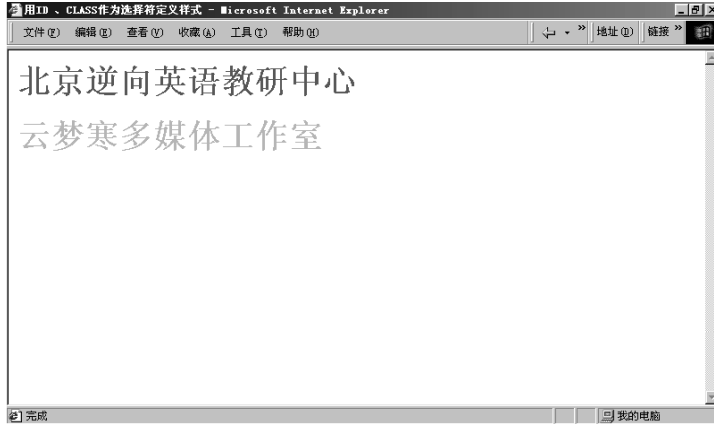 用ID 、CLASS作为选择符定义样式 - Microsoft Internet Explorer
文件(F) 编辑(E) 查看(V) 收藏(A) 工具(T) 帮助(H) » 地址(D) 链接 »
北京逆向英语教研中心
云梦寒多媒体工作室
完成 我的电脑